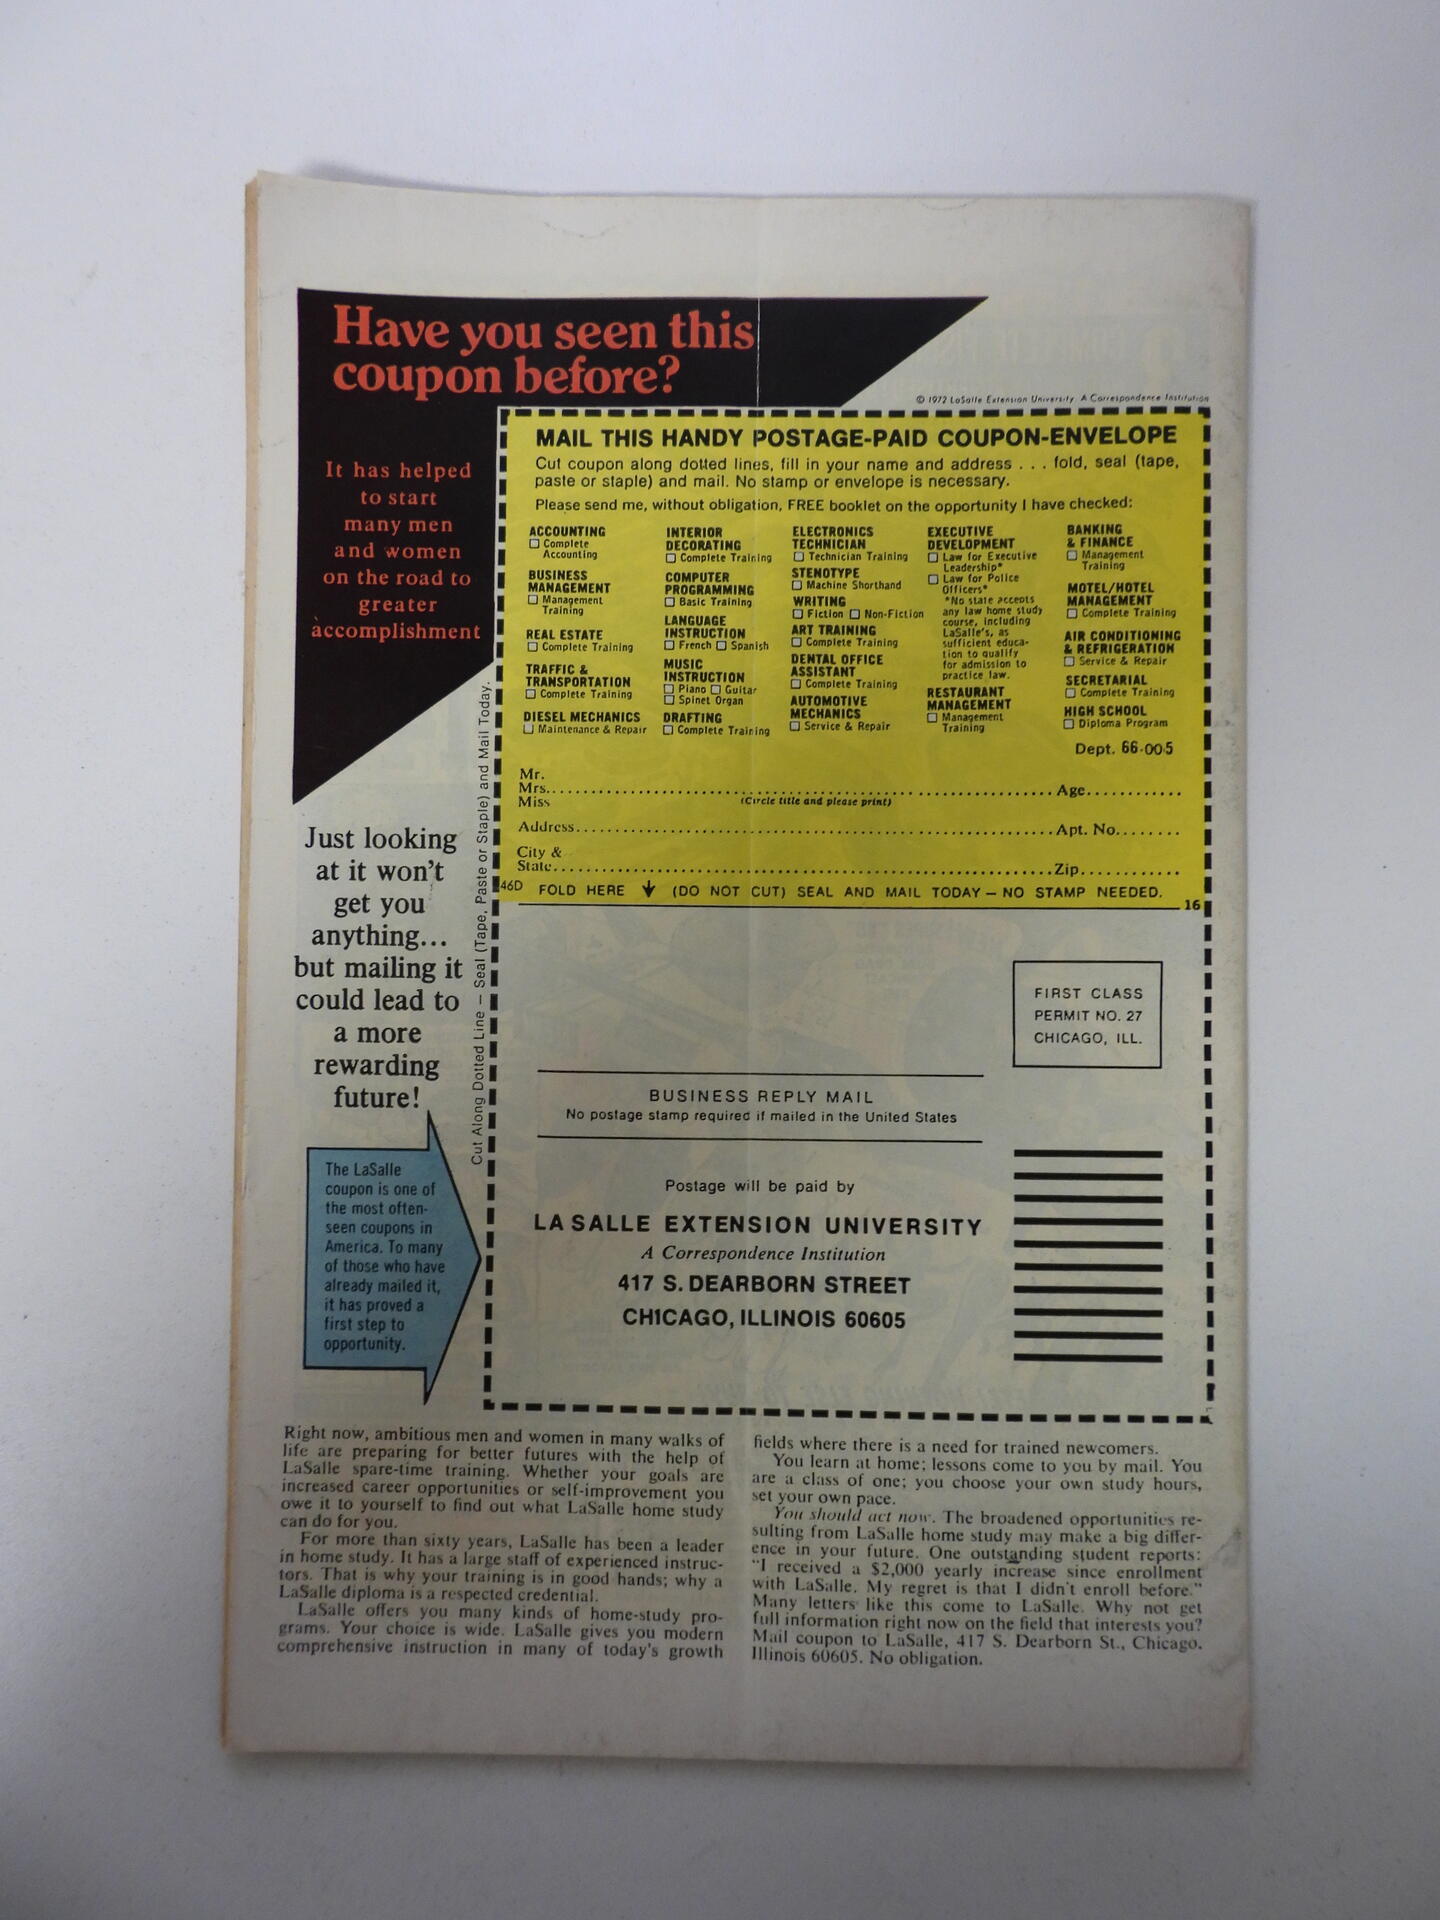 Have you seen this
coupon before?
© 1972 LaSalle Extension University. A Correspondence Institution
It has helped
to start
many men
and women
on the road to
greater
accomplishment
MAIL THIS HANDY POSTAGE-PAID COUPON-ENVELOPE
Cut coupon along dotted lines, fill in your name and address . . . fold, seal (tape,
paste or staple) and mail. No stamp or envelope is necessary.
Please send me, without obligation, FREE booklet on the opportunity I have checked:
ACCOUNTING
☐ Complete
Accounting
BUSINESS
MANAGEMENT
☐ Management
Training
REAL ESTATE
☐ Complete Training
TRAFFIC &
TRANSPORTATION
☐ Complete Training
DIESEL MECHANICS
☐ Maintenance & Repair
INTERIOR
DECORATING
☐ Complete Training
COMPUTER
PROGRAMMING
☐ Basic Training
LANGUAGE
INSTRUCTION
☐ French ☐ Spanish
MUSIC
INSTRUCTION
☐ Piano ☐ Guitar
☐ Spinet Organ
DRAFTING
☐ Complete Training
ELECTRONICS
TECHNICIAN
☐ Technician Training
STENOTYPE
☐ Machine Shorthand
WRITING
☐ Fiction ☐ Non-Fiction
ART TRAINING
☐ Complete Training
DENTAL OFFICE
ASSISTANT
☐ Complete Training
AUTOMOTIVE
MECHANICS
☐ Service & Repair
EXECUTIVE
DEVELOPMENT
☐ Law for Executive
Leadership*
☐ Law for Police
Officers*
*No state accepts
any law home study
course, including
LaSalle's, as
sufficient educa-
tion to qualify
for admission to
practice law.
RESTAURANT
MANAGEMENT
☐ Management
Training
BANKING
& FINANCE
☐ Management
Training
MOTEL/HOTEL
MANAGEMENT
☐ Complete Training
AIR CONDITIONING
& REFRIGERATION
☐ Service & Repair
SECRETARIAL
☐ Complete Training
HIGH SCHOOL
☐ Diploma Program
Dept. 66-005
Mr.
Mrs. Age
Miss (Circle title and please print)
Address Apt. No.
City &
State Zip
46D FOLD HERE ↓ (DO NOT CUT) SEAL AND MAIL TODAY — NO STAMP NEEDED.
16
Cut Along Dotted Line — Seal (Tape, Paste or Staple) and Mail Today.
Just looking
at it won't
get you
anything...
but mailing it
could lead to
a more
rewarding
future!
The LaSalle
coupon is one of
the most often-
seen coupons in
America. To many
of those who have
already mailed it,
it has proved a
first step to
opportunity.
FIRST CLASS
PERMIT NO. 27
CHICAGO, ILL.
BUSINESS REPLY MAIL
No postage stamp required if mailed in the United States
Postage will be paid by
LA SALLE EXTENSION UNIVERSITY
A Correspondence Institution
417 S. DEARBORN STREET
CHICAGO, ILLINOIS 60605
Right now, ambitious men and women in many walks of
life are preparing for better futures with the help of
LaSalle spare-time training. Whether your goals are
increased career opportunities or self-improvement you
owe it to yourself to find out what LaSalle home study
can do for you.
For more than sixty years, LaSalle has been a leader
in home study. It has a large staff of experienced instruc-
tors. That is why your training is in good hands; why a
LaSalle diploma is a respected credential.
LaSalle offers you many kinds of home-study pro-
grams. Your choice is wide. LaSalle gives you modern
comprehensive instruction in many of today's growth
fields where there is a need for trained newcomers.
You learn at home; lessons come to you by mail. You
are a class of one; you choose your own study hours,
set your own pace.
You should act now. The broadened opportunities re-
sulting from LaSalle home study may make a big differ-
ence in your future. One outstanding student reports:
"I received a $2,000 yearly increase since enrollment
with LaSalle. My regret is that I didn't enroll before."
Many letters like this come to LaSalle. Why not get
full information right now on the field that interests you?
Mail coupon to LaSalle, 417 S. Dearborn St., Chicago,
Illinois 60605. No obligation.